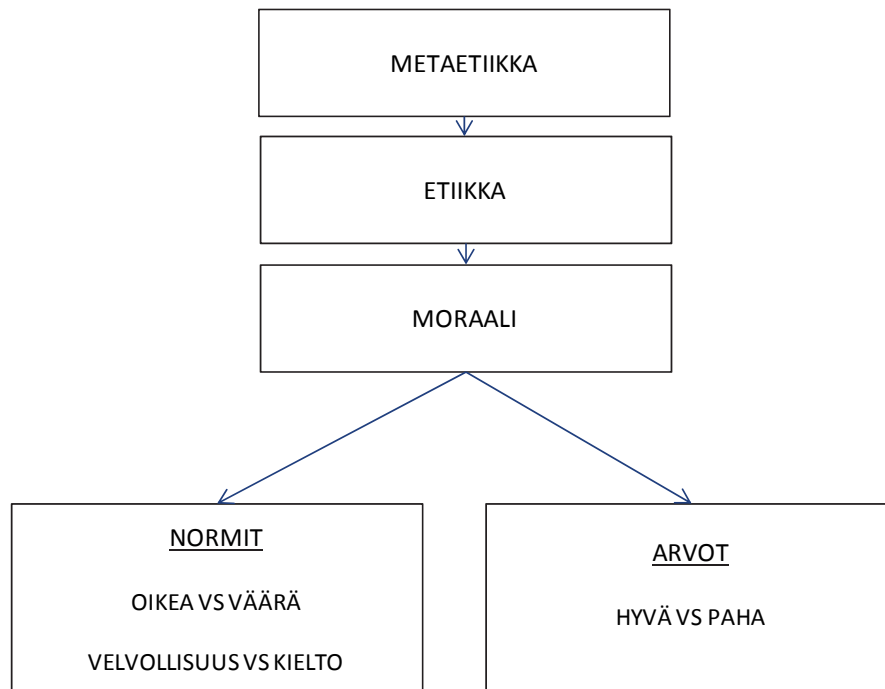 METAETIIKKA
ETIIKKA
MORAALI
NORMIT
OIKEA VS VÄÄRÄ
VELVOLLISUUS VS KIELTO
ARVOT
HYVÄ VS PAHA